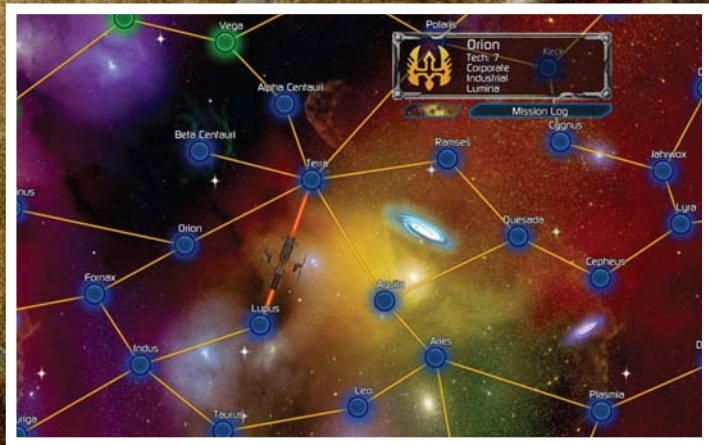 Vega
Polaris
Orion
Tech: 7
Corporate
Industrial
Lumina
Keck
Mission Log
Alpha Centauri
Beta Centauri
Cygnus
Terra
Ramses
Jahrwox
Orion
Quesada
Lyra
Fornax
Aquila
Cepheus
Lupus
Indus
Aries
Leo
Plasmia
Taurus